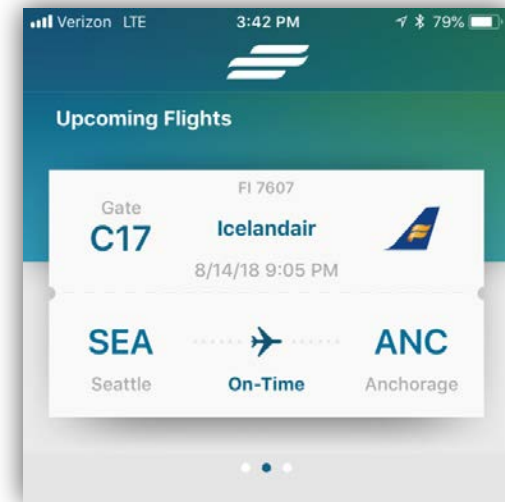 Verizon LTE 3:42 PM 79%
Upcoming Flights
FI 7607
Gate
C17
Icelandair
8/14/18 9:05 PM
SEA ANC
Seattle On-Time Anchorage